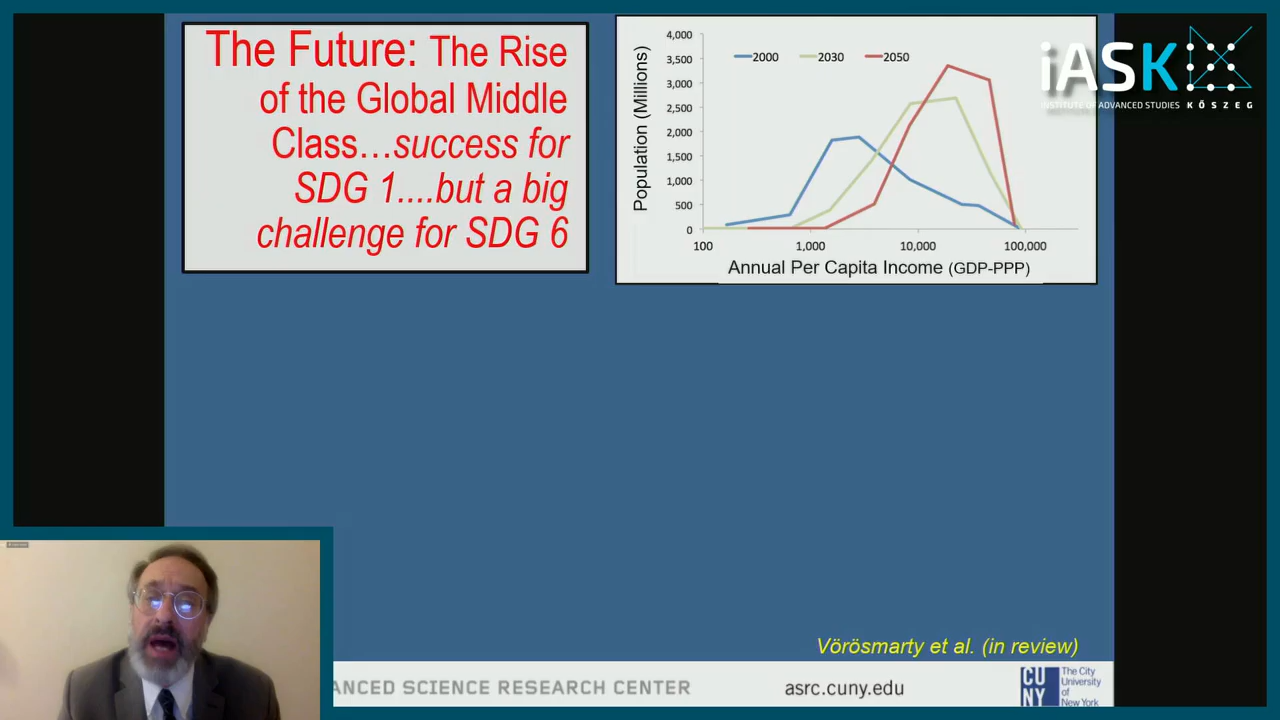 The Future: The Rise
of the Global Middle
Class…success for
SDG 1....but a big
challenge for SDG 6
4,000
3,500
3,000
2,500
2,000
1,500
1,000
500
0
Population (Millions)
2000 2030 2050
100 1,000 10,000 100,000
Annual Per Capita Income (GDP-PPP)
iASK
INSTITUTE OF ADVANCED STUDIES KŐSZEG
Vörösmarty et al. (in review)
ANCED SCIENCE RESEARCH CENTER
asrc.cuny.edu
CU
NY
The City
University
of
New York